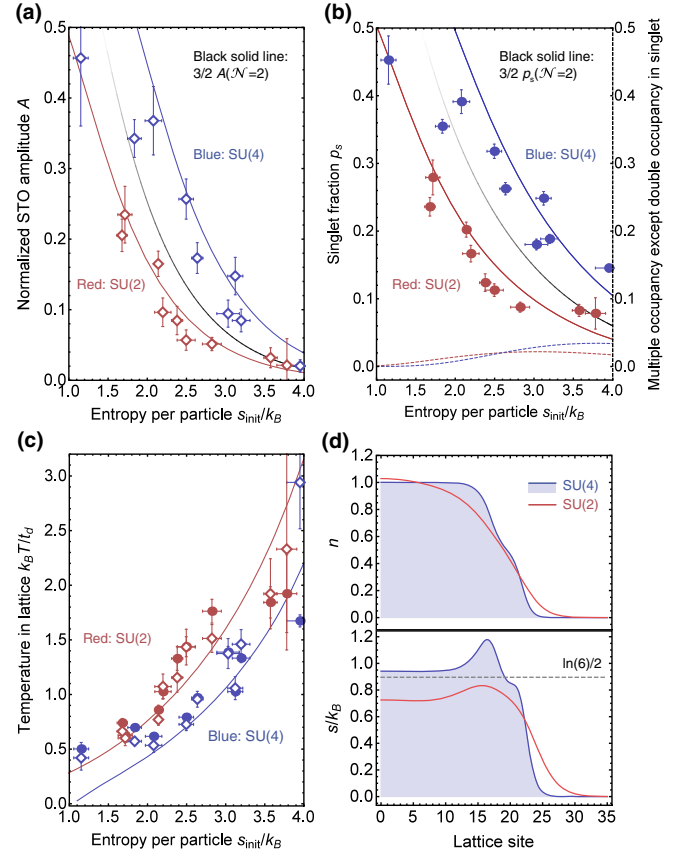 (a)
0.5
0.4
0.3
0.2
0.1
0.0
Normalized STO amplitude A
Black solid line:
3/2 A(𝒩=2)
Blue: SU(4)
Red: SU(2)
1.0 1.5 2.0 2.5 3.0 3.5 4.0
Entropy per particle s_init/k_B
(b)
0.5
0.4
0.3
0.2
0.1
0.0
Singlet fraction p_s
Black solid line:
3/2 p_s(𝒩=2)
Blue: SU(4)
Red: SU(2)
0.5
0.4
0.3
0.2
0.1
0.0
Multiple occupancy except double occupancy in singlet
1.0 1.5 2.0 2.5 3.0 3.5 4.0
Entropy per particle s_init/k_B
(c)
3.0
2.5
2.0
1.5
1.0
0.5
0.0
Temperature in lattice k_BT/t_d
Red: SU(2)
Blue: SU(4)
1.0 1.5 2.0 2.5 3.0 3.5 4.0
Entropy per particle s_init/k_B
(d)
1.2
1.0
0.8
0.6
0.4
0.2
0.0
n
SU(4)
SU(2)
1.2
1.0
0.8
0.6
0.4
0.2
0.0
s/k_B
ln(6)/2
0 5 10 15 20 25 30 35
Lattice site